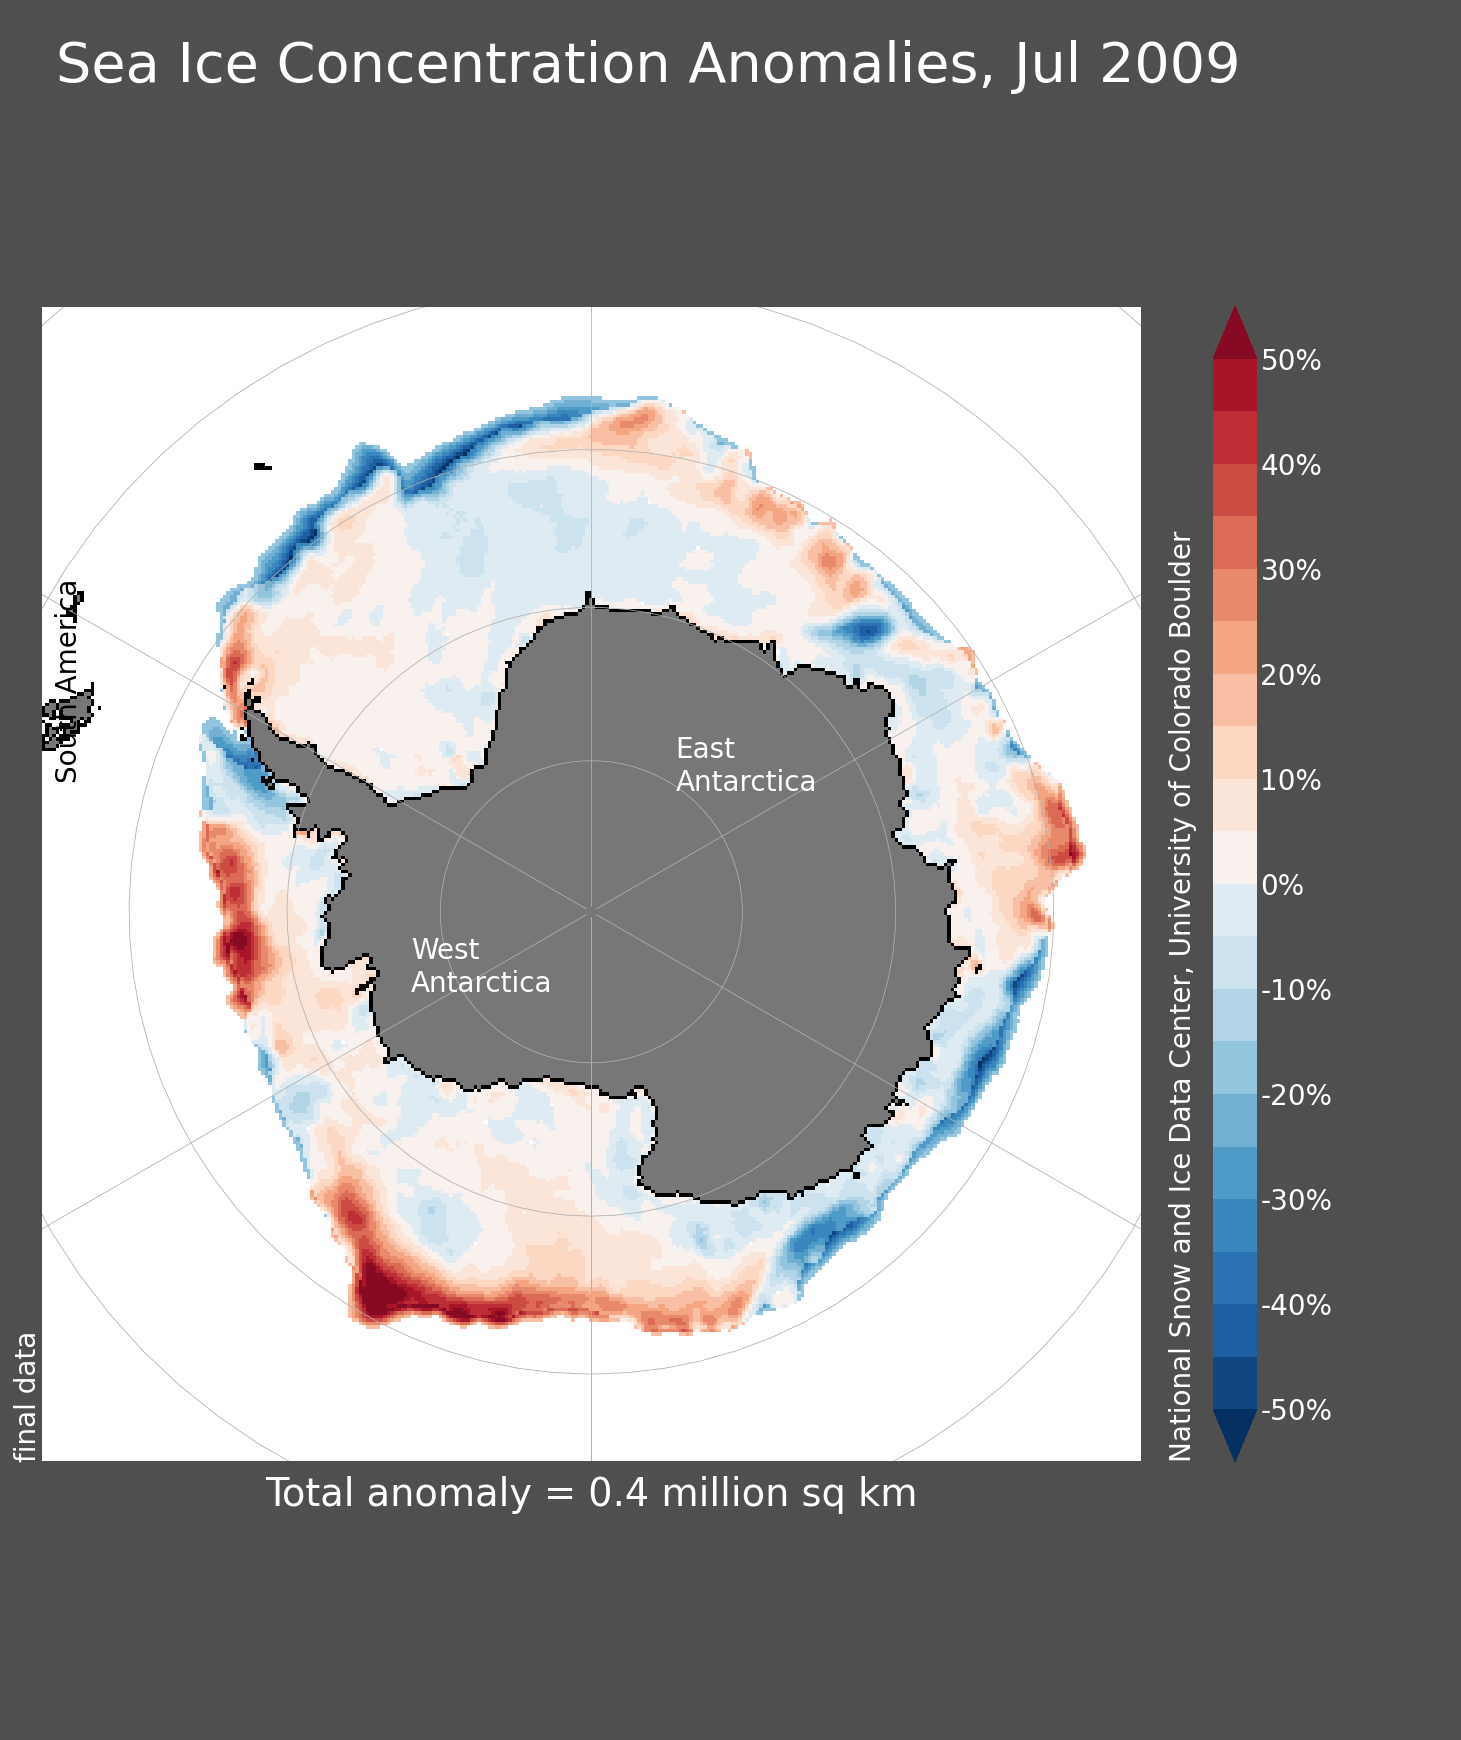 Sea Ice Concentration Anomalies, Jul 2009
South America
East
Antarctica
West
Antarctica
final data
National Snow and Ice Data Center, University of Colorado Boulder
50%
40%
30%
20%
10%
0%
-10%
-20%
-30%
-40%
-50%
Total anomaly = 0.4 million sq km